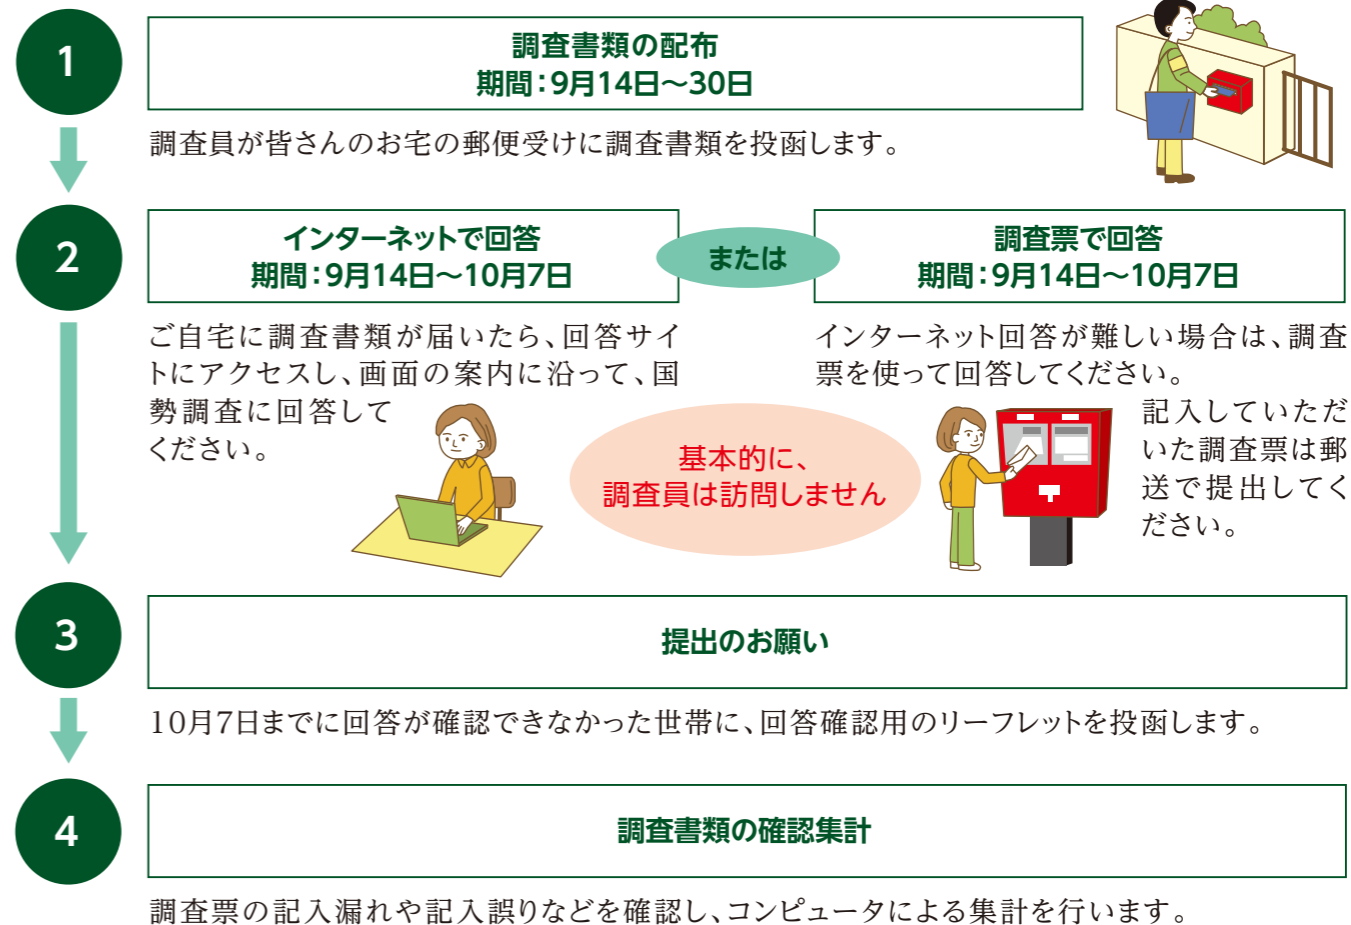 1
調査書類の配布
期間：9月14日～30日
調査員が皆さんのお宅の郵便受けに調査書類を投函します。
2
インターネットで回答
期間：9月14日～10月7日
ご自宅に調査書類が届いたら、回答サイ
トにアクセスし、画面の案内に沿って、国
勢調査に回答して
ください。
または
調査票で回答
期間：9月14日～10月7日
インターネット回答が難しい場合は、調査
票を使って回答してください。
記入していただ
いた調査票は郵
送で提出してく
ださい。
基本的に、
調査員は訪問しません
3
提出のお願い
10月7日までに回答が確認できなかった世帯に、回答確認用のリーフレットを投函します。
4
調査書類の確認集計
調査票の記入漏れや記入誤りなどを確認し、コンピュータによる集計を行います。